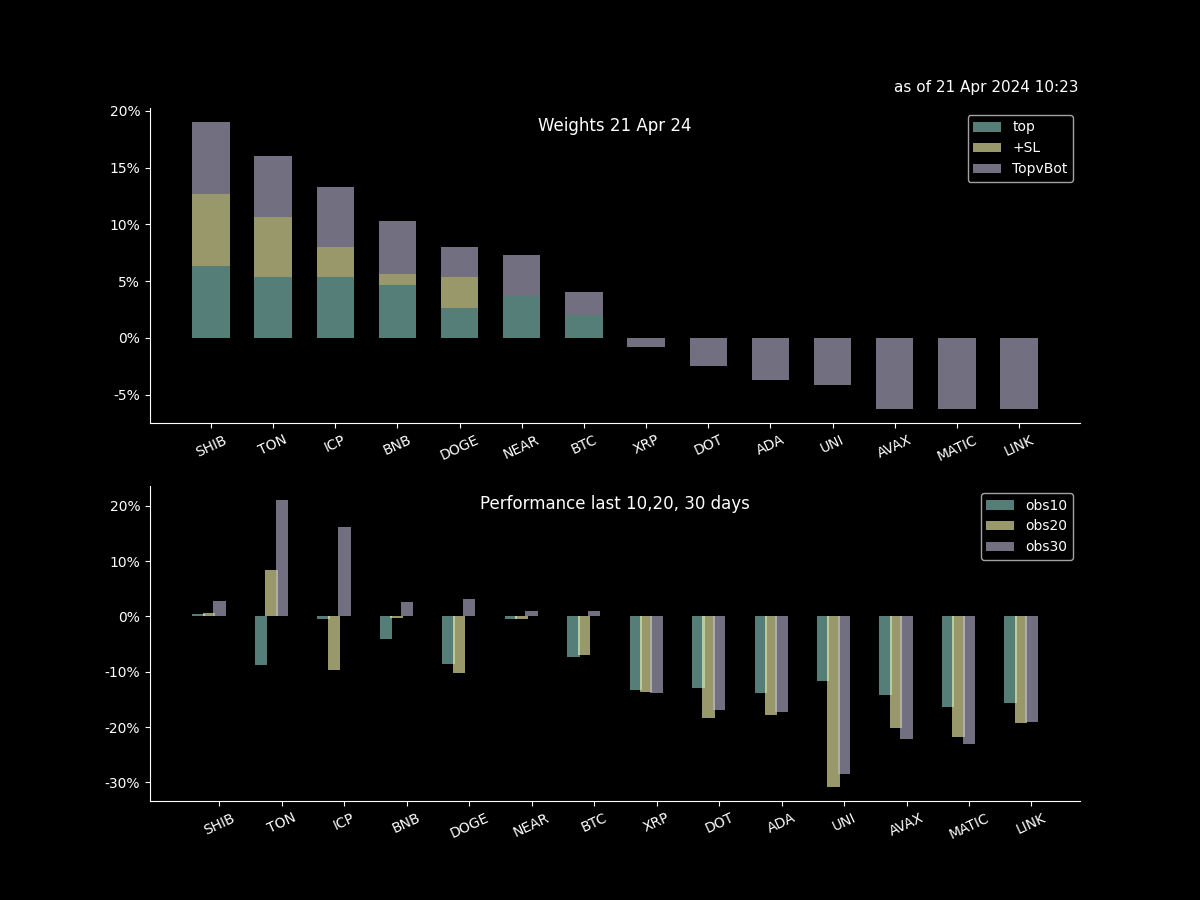 as of 21 Apr 2024 10:23
Weights 21 Apr 24
top
+SL
TopvBot
20%
15%
10%
5%
0%
-5%
SHIB TON ICP BNB DOGE NEAR BTC XRP DOT ADA UNI AVAX MATIC LINK
Performance last 10,20, 30 days
obs10
obs20
obs30
20%
10%
0%
-10%
-20%
-30%
SHIB TON ICP BNB DOGE NEAR BTC XRP DOT ADA UNI AVAX MATIC LINK